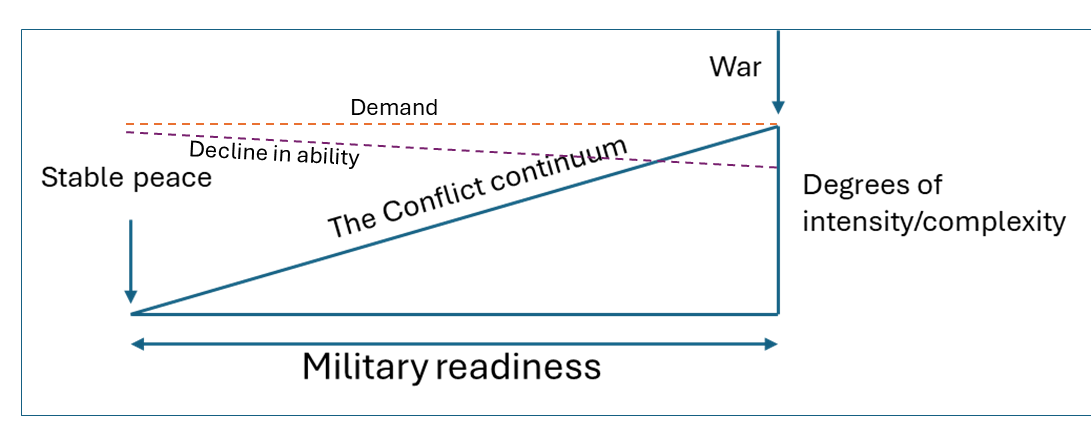 War
Demand
Decline in ability
The Conflict continuum
Stable peace
Degrees of
intensity/complexity
Military readiness